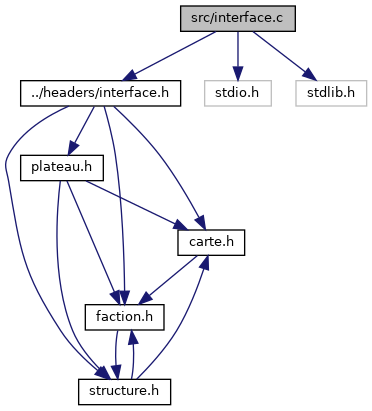 src/interface.c
../headers/interface.h
stdio.h
stdlib.h
plateau.h
carte.h
faction.h
structure.h